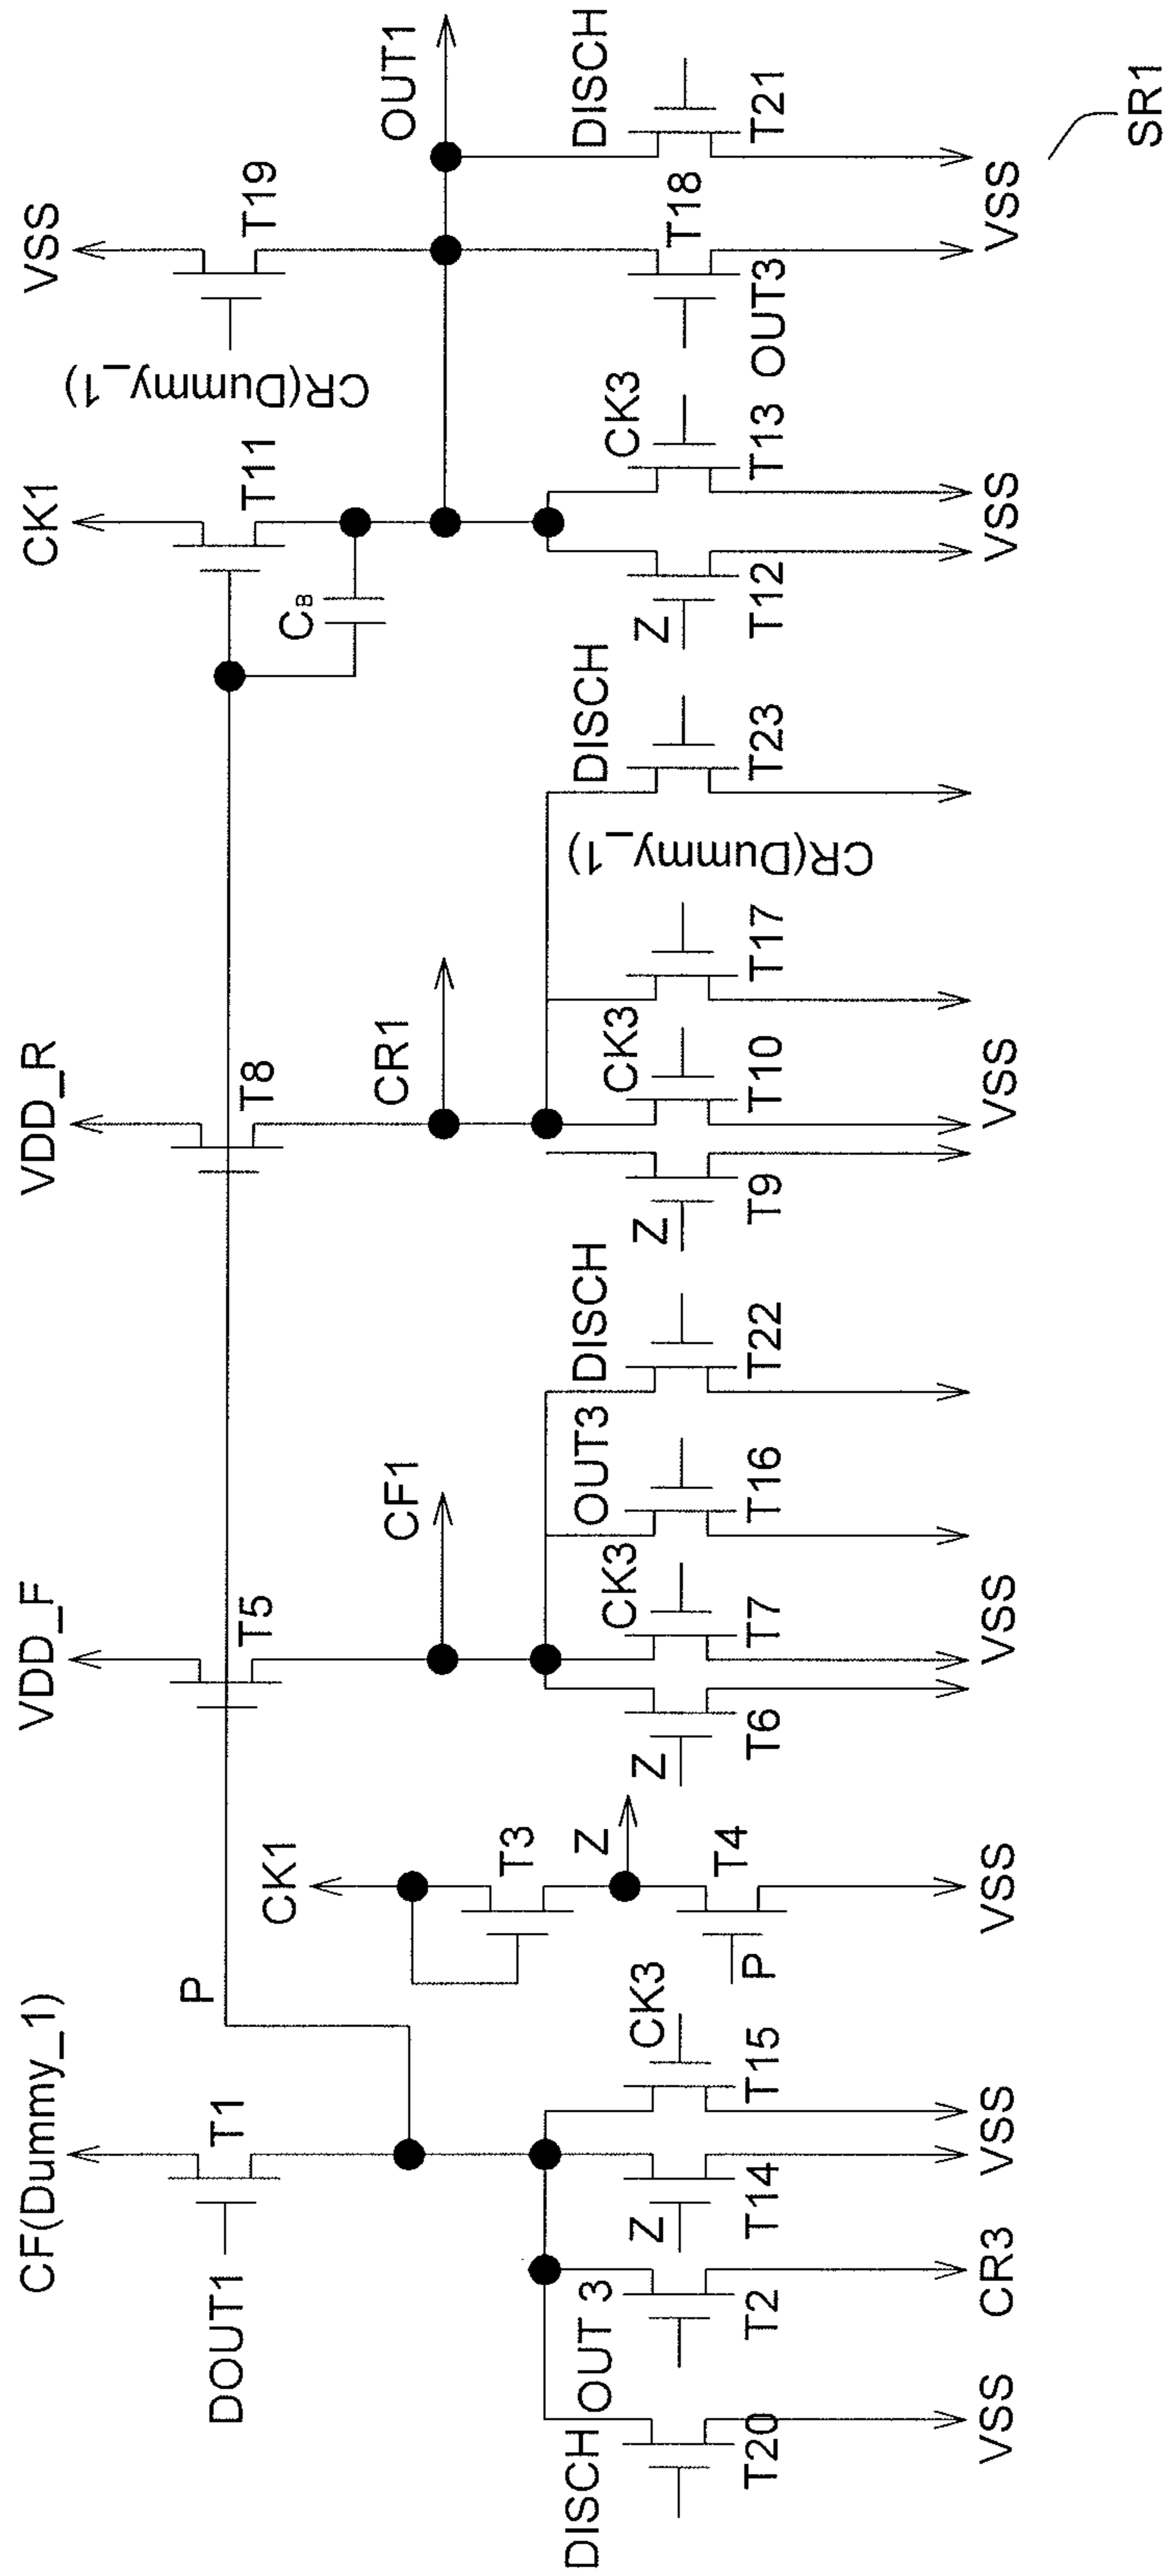 CF(Dummy_1)
DOUT1
T1
P
DISCH
T20
VSS
OUT 3
T2
CR3
Z
T14
VSS
CK3
T15
CK1
T3
Z
P
T4
VSS
VDD_F
T5
CF1
Z
T6
CK3
T7
VSS
OUT3
T16
DISCH
T22
VDD_R
T8
CR1
Z
T9
CK3
T10
VSS
CR(Dummy_1)
T17
DISCH
T23
CK1
T11
CB
Z
T12
CK3
T13
VSS
VSS
T19
CR(Dummy_1)
OUT1
OUT3
T18
DISCH
T21
VSS
SR1